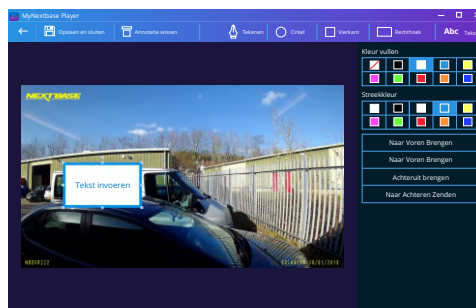 MyNextbase Player
Opslaan en sluiten
Annotatie wissen
Tekenen
Cirkel
Vierkant
Rechthoek
Abc
Kleur vullen
NEXTBASE
Streekkleur
Naar Voren Brengen
Naar Voren Brengen
Tekst invoeren
Achteruit brengen
Naar Achteren Zenden